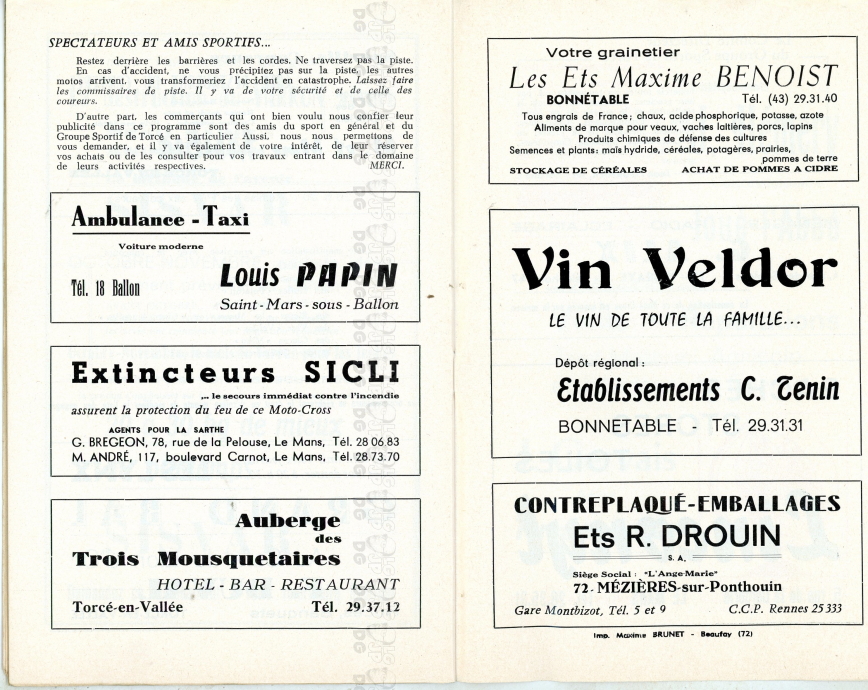 SPECTATEURS ET AMIS SPORTIFS...
Restez derrière les barrières et les cordes. Ne traversez pas la piste.
En cas d'accident, ne vous précipitez pas sur la piste, les autres
motos arrivent, vous transformeriez l'accident en catastrophe. Laissez faire
les commissaires de piste. Il y va de votre sécurité et de celle des
coureurs.
D'autre part, les commerçants qui ont bien voulu nous confier leur
publicité dans ce programme sont des amis du sport en général et du
Groupe Sportif de Torcé en particulier Aussi, nous nous permettons de
vous demander, et il y va également de votre intérêt, de leur réserver
vos achats ou de les consulter pour vos travaux entrant dans le domaine
de leurs activités respectives. MERCI.
Ambulance - Taxi
Voiture moderne
Tél. 18 Ballon
Louis PAPIN
Saint-Mars-sous-Ballon
Extincteurs SICLI
... le secours immédiat contre l'incendie
assurent la protection du feu de ce Moto-Cross
AGENTS POUR LA SARTHE
G. BREGEON, 78, rue de la Pelouse, Le Mans, Tél. 28 06.83
M. ANDRÉ, 117, boulevard Carnot, Le Mans, Tél. 28.73.70
Auberge
des
Trois Mousquetaires
HOTEL - BAR - RESTAURANT
Torcé-en-Vallée Tél. 29.37.12
Votre grainetier
Les Ets Maxime BENOIST
BONNÉTABLE Tél. (43) 29.31.40
Tous engrais de France ; chaux, acide phosphorique, potasse, azote
Aliments de marque pour veaux, vaches laitières, porcs, lapins
Produits chimiques de défense des cultures
Semences et plants : maïs hydride, céréales, potagères, prairies,
pommes de terre
STOCKAGE DE CÉRÉALES ACHAT DE POMMES A CIDRE
Vin Veldor
LE VIN DE TOUTE LA FAMILLE...
Dépôt régional :
Etablissements C. Tenin
BONNETABLE - Tél. 29.31.31
CONTREPLAQUÉ-EMBALLAGES
Ets R. DROUIN
S. A.
Siège Social : "L'Ange-Marie"
72 - MÉZIÈRES-sur-Ponthouin
Gare Montbizot, Tél. 5 et 9 C.C.P. Rennes 25 333
Imp. Maxime BRUNET - Beaufay (72)